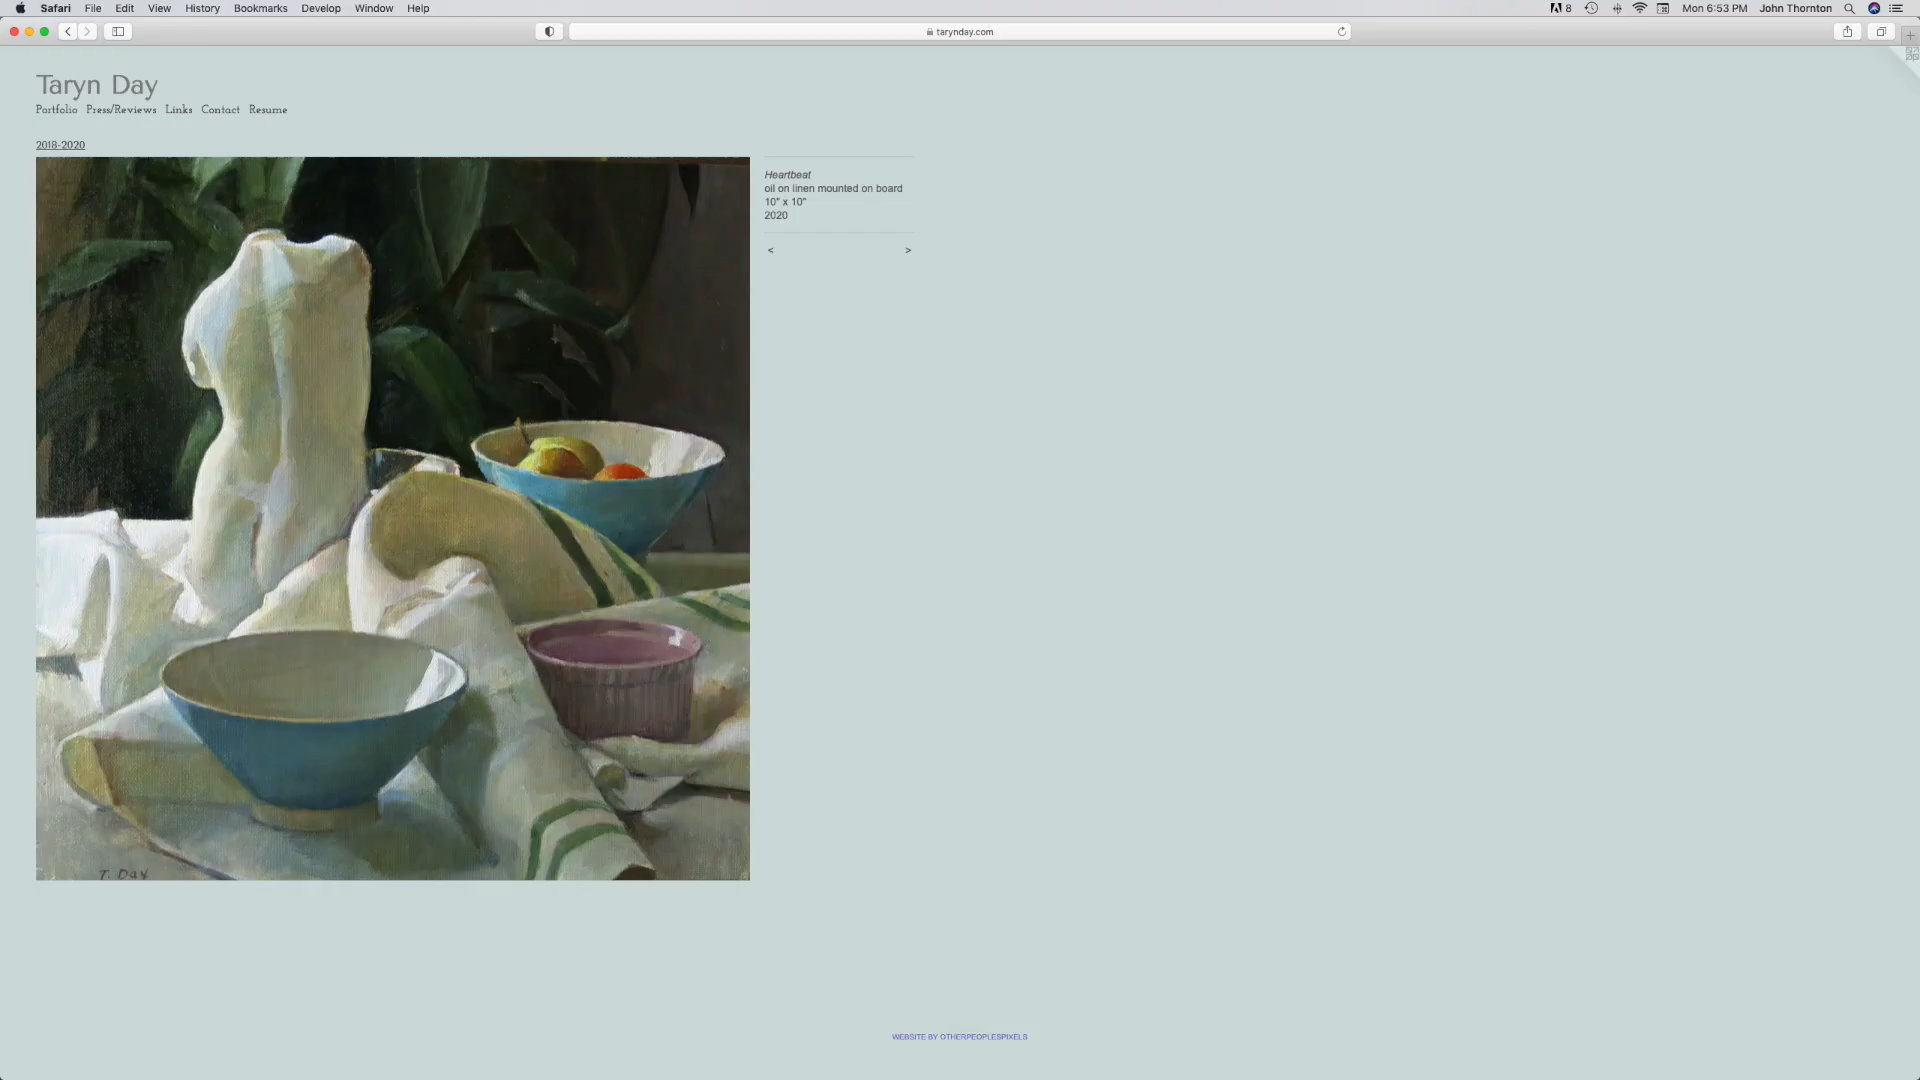 Safari File Edit View History Bookmarks Develop Window Help 8 Mon 6:53 PM John Thornton
tarynday.com
Taryn Day
Portfolio Press/Reviews Links Contact Resume
2018-2020
Heartbeat
oil on linen mounted on board
10" x 10"
2020
< >
T. Day
WEBSITE BY OTHERPEOPLESPIXELS